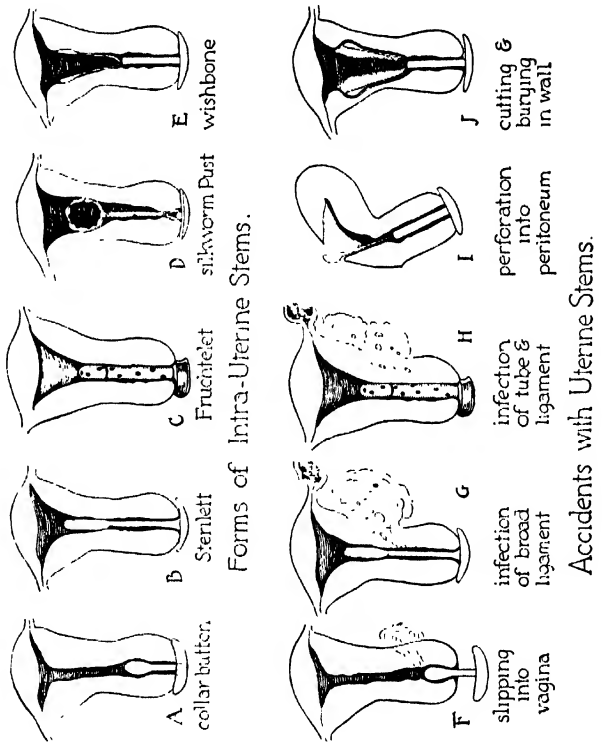 A
collar button
B
Sterilett
C
Fruchtelet
D
silkworm Pust
E
wishbone
Forms of Intra-Uterine Stems.
F
slipping
into
vagina
G
infection
of broad
ligament
H
infection
of tube &
ligament
I
perforation
into
peritoneum
J
cutting &
burying
in wall
Accidents with Uterine Stems.